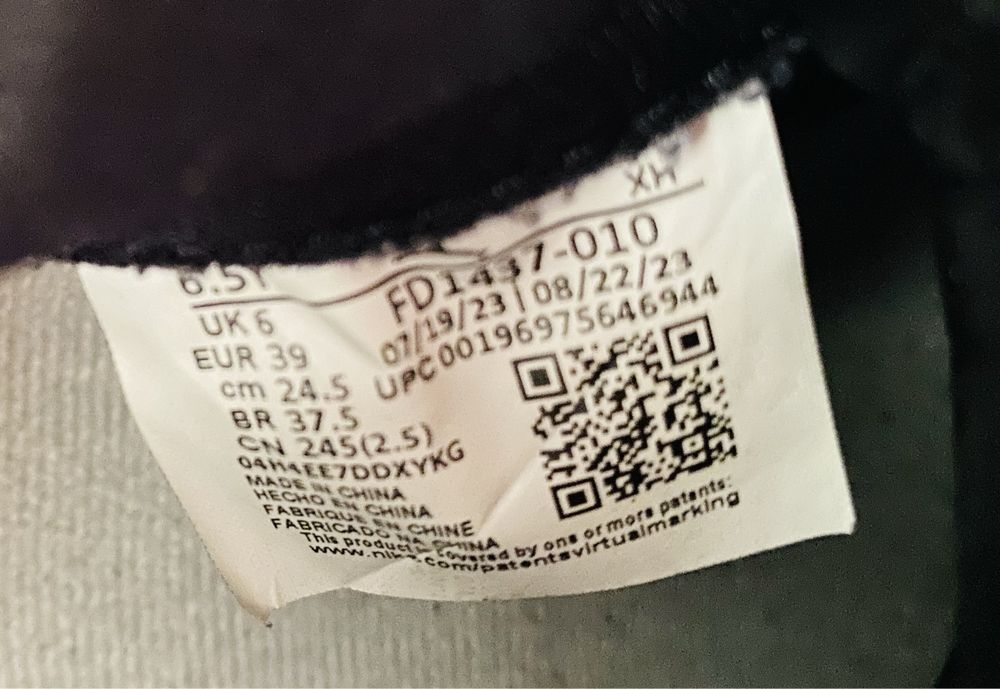 XH
6.5Y
FD1437-010
07/19/23 | 08/22/23
UPC 00196975646944
UK 6
EUR 39
cm 24.5
BR 37.5
CN 245(2.5)
04H4EE7DDXYKG
MADE IN CHINA
HECHO EN CHINA
FABRIQUE EN CHINE
FABRICADO NA CHINA
This product is covered by one or more patents:
www.nike.com/patentsvirtualmarking